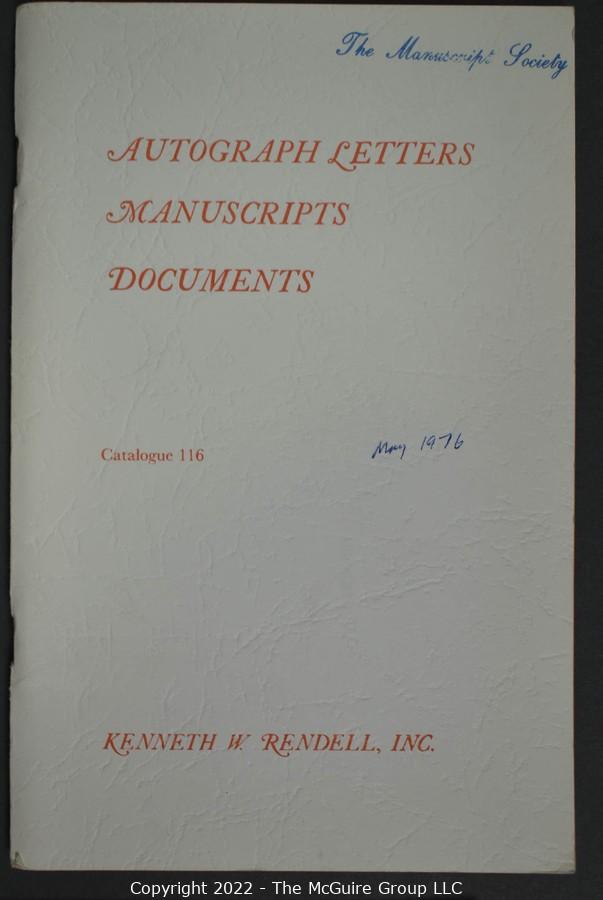 The Manuscript Society
AUTOGRAPH LETTERS
MANUSCRIPTS
DOCUMENTS
Catalogue 116
May 1976
KENNETH W. RENDELL, INC.
Copyright 2022 - The McGuire Group LLC